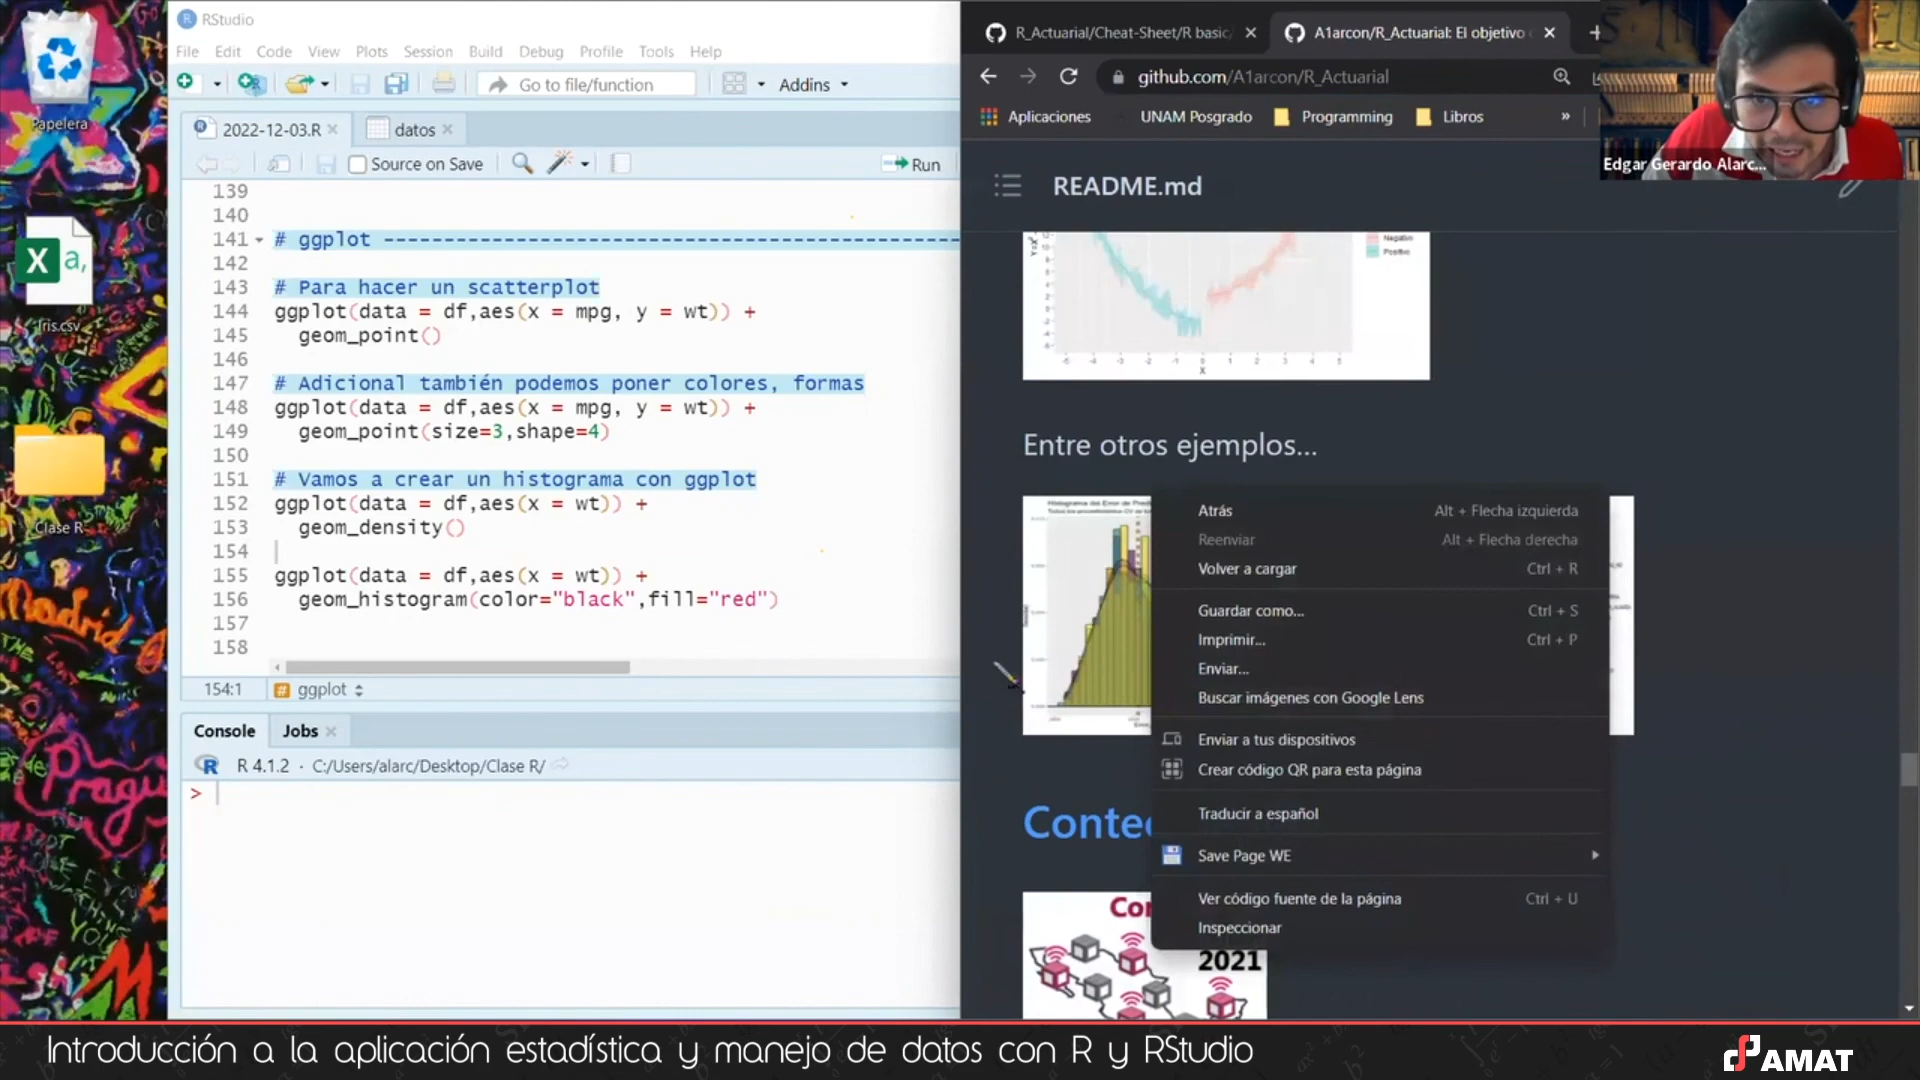 Papelera
Iris.csv
Clase R
RStudio
File Edit Code View Plots Session Build Debug Profile Tools Help
Go to file/function
Addins
2022-12-03.R
datos
Source on Save
Run
139
140
141 # ggplot ------------------------------------------------
142
143 # Para hacer un scatterplot
144 ggplot(data = df,aes(x = mpg, y = wt)) +
145 geom_point()
146
147 # Adicional también podemos poner colores, formas
148 ggplot(data = df,aes(x = mpg, y = wt)) +
149 geom_point(size=3,shape=4)
150
151 # Vamos a crear un histograma con ggplot
152 ggplot(data = df,aes(x = wt)) +
153 geom_density()
154
155 ggplot(data = df,aes(x = wt)) +
156 geom_histogram(color="black",fill="red")
157
158
154:1 # ggplot
Console Jobs
R 4.1.2 · C:/Users/alarc/Desktop/Clase R/
>
R_Actuarial/Cheat-Sheet/R basic
A1arcon/R_Actuarial: El objetivo
github.com/A1arcon/R_Actuarial
Aplicaciones UNAM Posgrado Programming Libros »
Edgar Gerardo Alarc...
README.md
Negativo
Positivo
X
Entre otros ejemplos...
Atrás Alt + Flecha izquierda
Reenviar Alt + Flecha derecha
Volver a cargar Ctrl + R
Guardar como... Ctrl + S
Imprimir... Ctrl + P
Enviar...
Buscar imágenes con Google Lens
Enviar a tus dispositivos
Crear código QR para esta página
Traducir a español
Save Page WE
Ver código fuente de la página Ctrl + U
Inspeccionar
2021
Madrid
Introducción a la aplicación estadística y manejo de datos con R y RStudio
AMAT